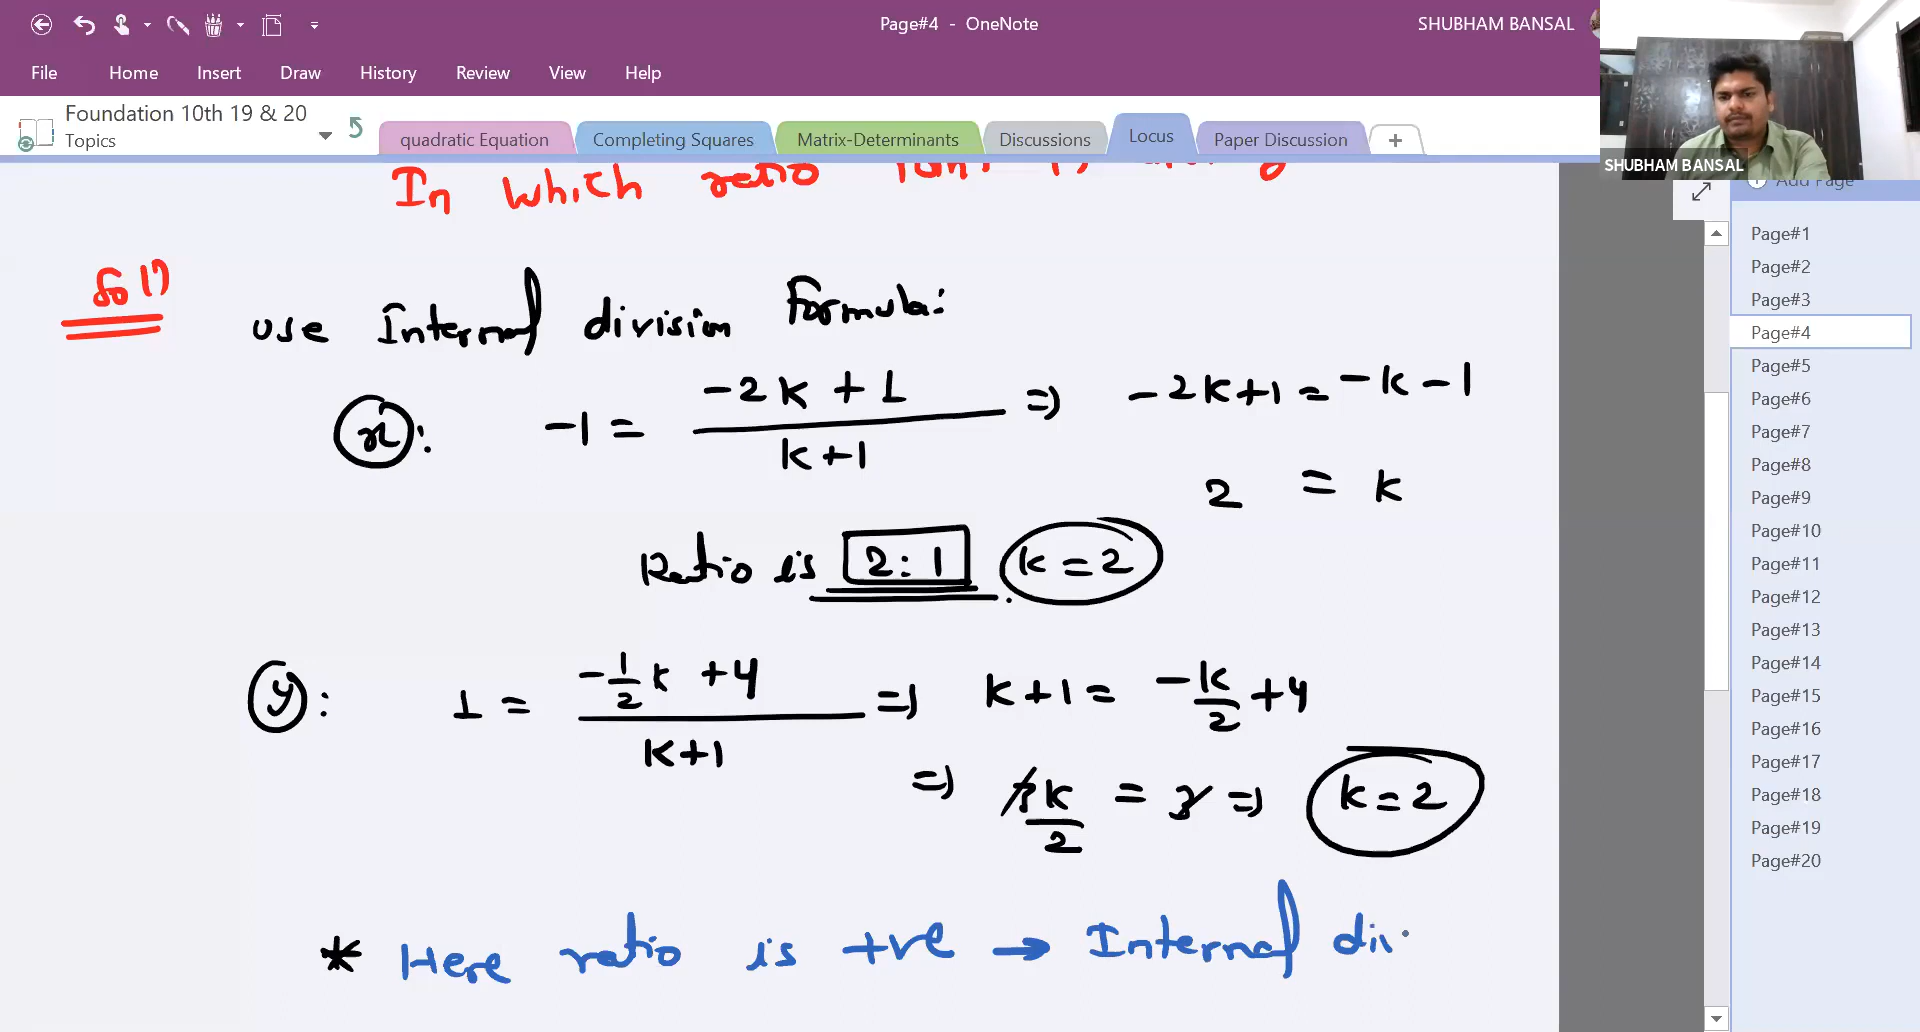 Page#4 - OneNote
SHUBHAM BANSAL
File Home Insert Draw History Review View Help
Foundation 10th 19 & 20
Topics
quadratic Equation Completing Squares Matrix-Determinants Discussions Locus Paper Discussion +
SHUBHAM BANSAL
Add Page
In which ratio
Sol)
use Internal division Formula:
x: -1 = (-2k + 1)/(k+1) => -2k+1 = -k-1
2 = k
Ratio is 2:1. k=2
y: 1 = (-1/2 k + 4)/(k+1) => k+1 = -k/2 + 4
=> 3k/2 = 3 => k=2
* Here ratio is +ve → Internal div
Page#1
Page#2
Page#3
Page#4
Page#5
Page#6
Page#7
Page#8
Page#9
Page#10
Page#11
Page#12
Page#13
Page#14
Page#15
Page#16
Page#17
Page#18
Page#19
Page#20